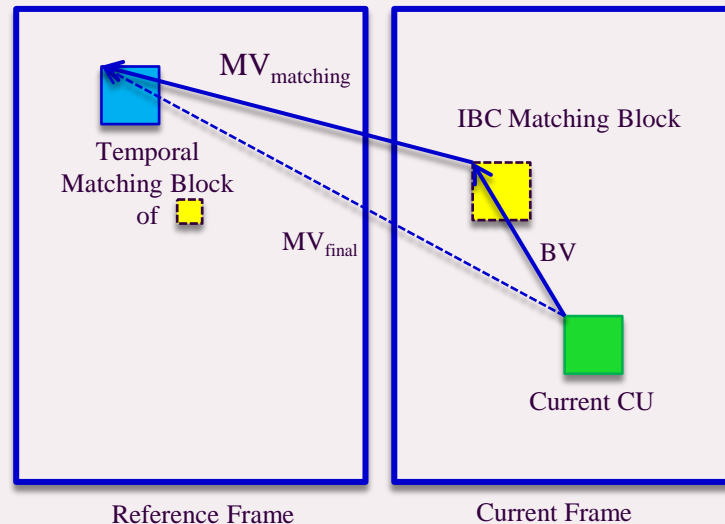 MVmatching
IBC Matching Block
Temporal
Matching Block
of
MVfinal
BV
Current CU
Reference Frame
Current Frame